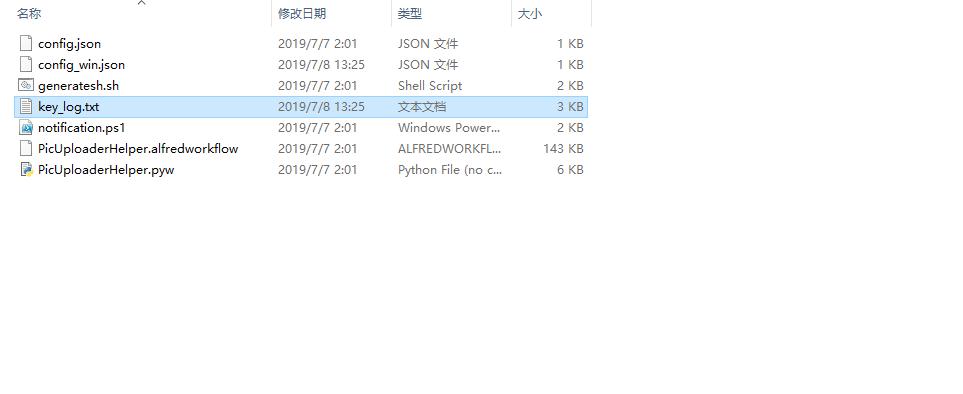 名称 修改日期 类型 大小
config.json 2019/7/7 2:01 JSON 文件 1 KB
config_win.json 2019/7/8 13:25 JSON 文件 1 KB
generatesh.sh 2019/7/7 2:01 Shell Script 2 KB
key_log.txt 2019/7/8 13:25 文本文档 3 KB
notification.ps1 2019/7/7 2:01 Windows Power... 2 KB
PicUploaderHelper.alfredworkflow 2019/7/7 2:01 ALFREDWORKFL... 143 KB
PicUploaderHelper.pyw 2019/7/7 2:01 Python File (no c... 6 KB